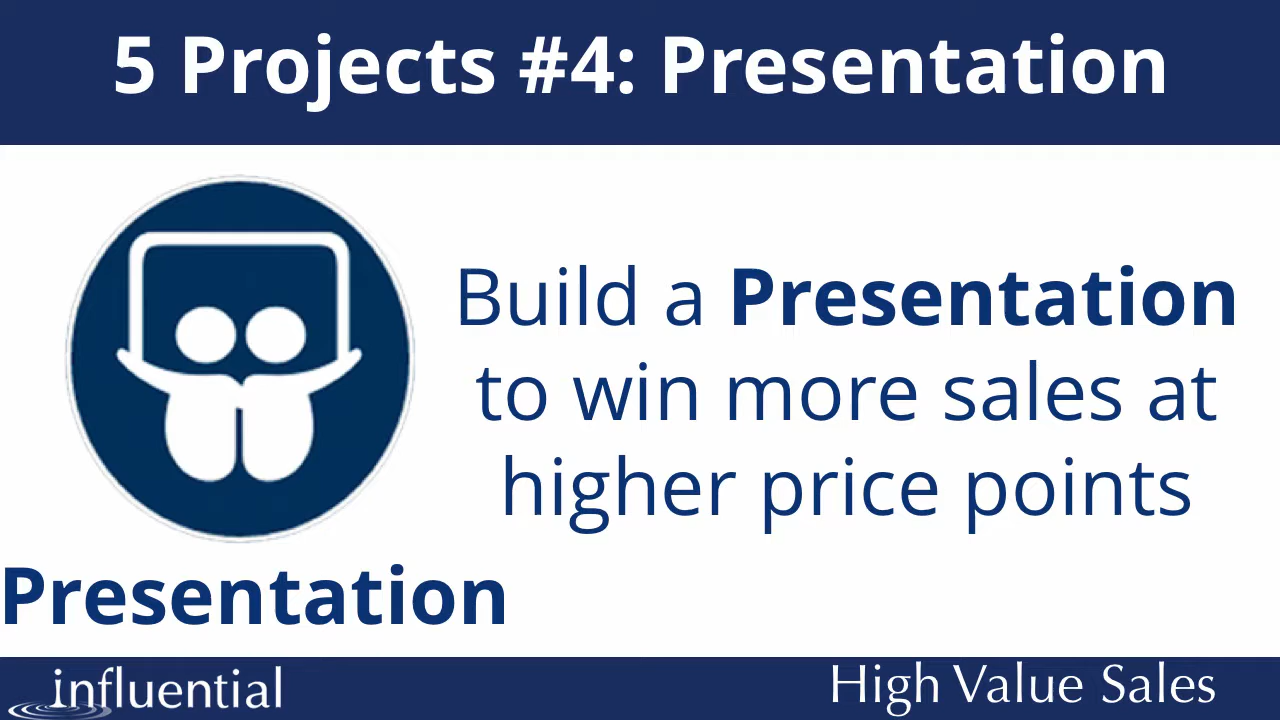 5 Projects #4: Presentation
Build a Presentation
to win more sales at
higher price points
Presentation
influential
High Value Sales